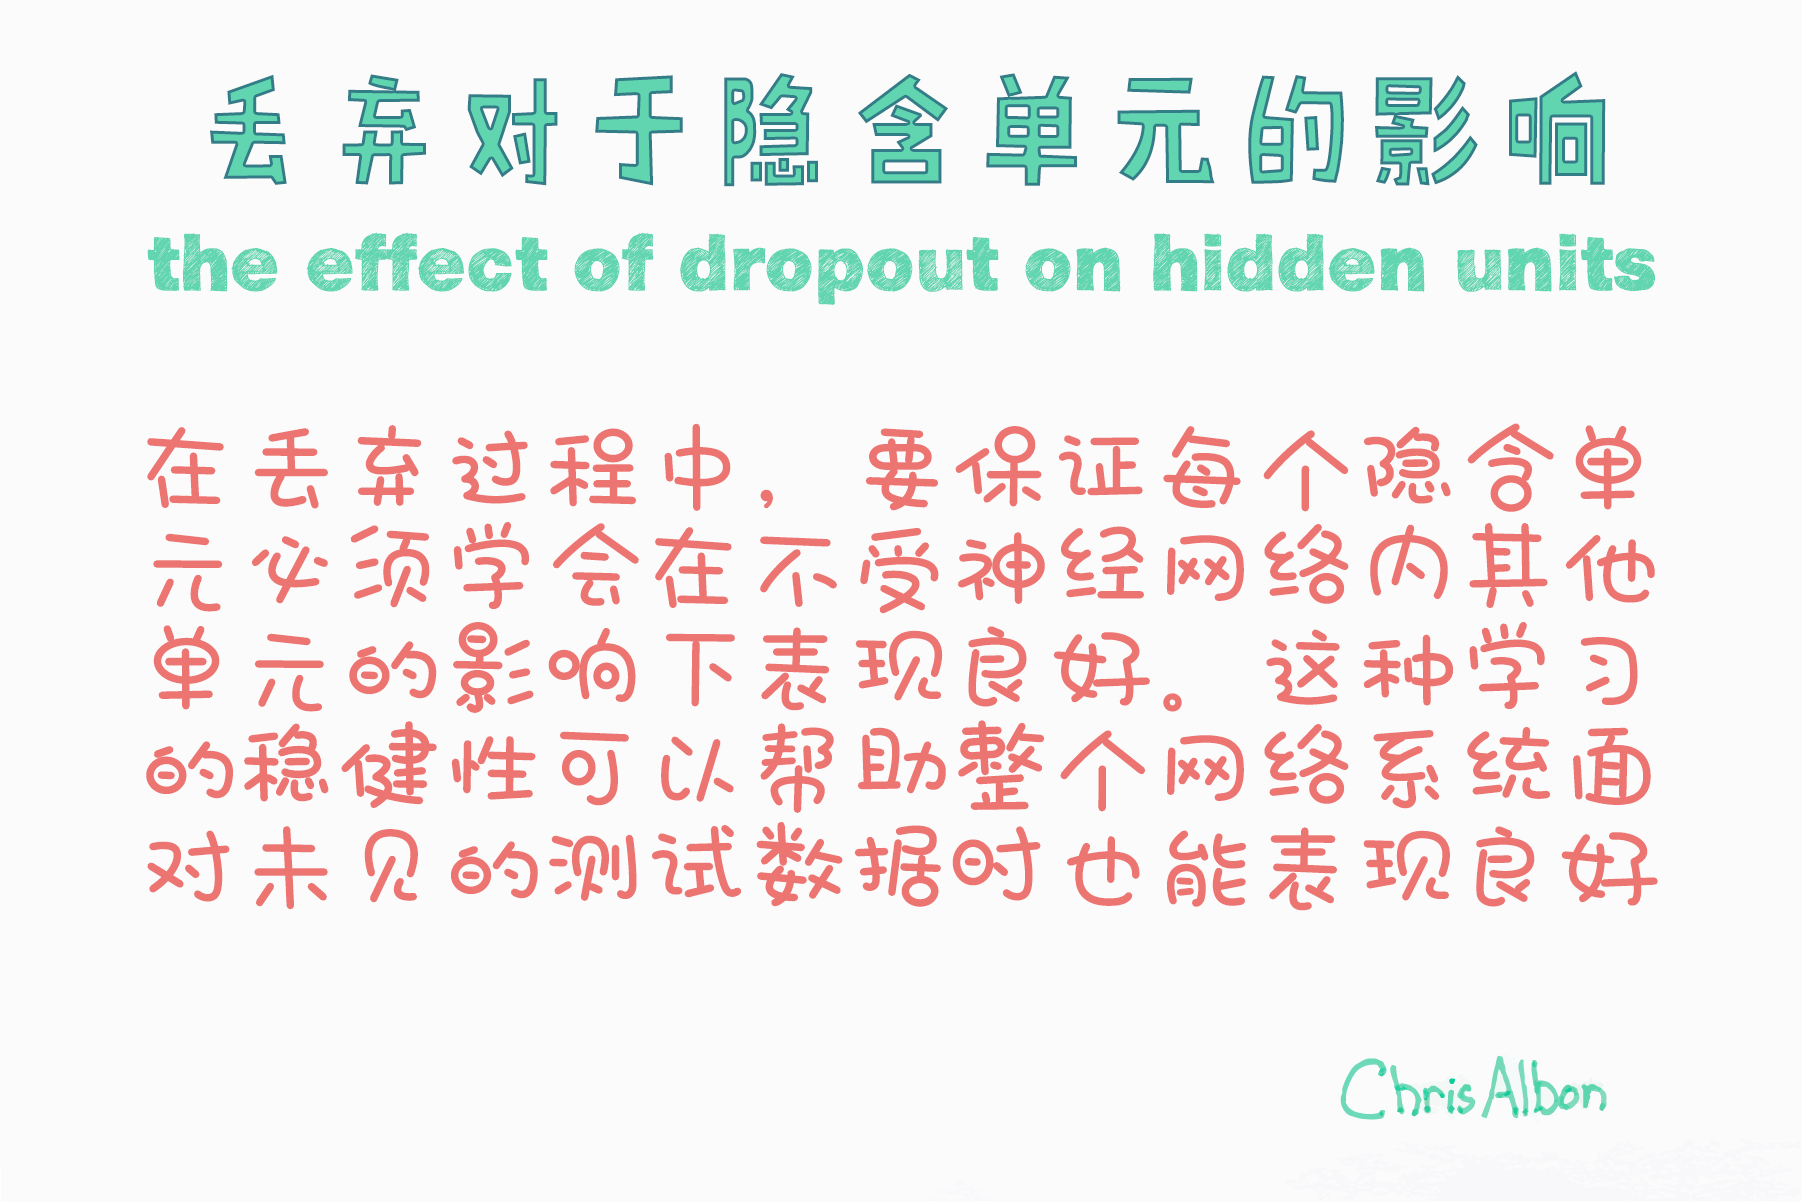 丢弃对于隐含单元的影响
the effect of dropout on hidden units
在丢弃过程中，要保证每个隐含单
元必须学会在不受神经网络内其他
单元的影响下表现良好。这种学习
的稳健性可以帮助整个网络系统面
对未见的测试数据时也能表现良好
Chris Albon